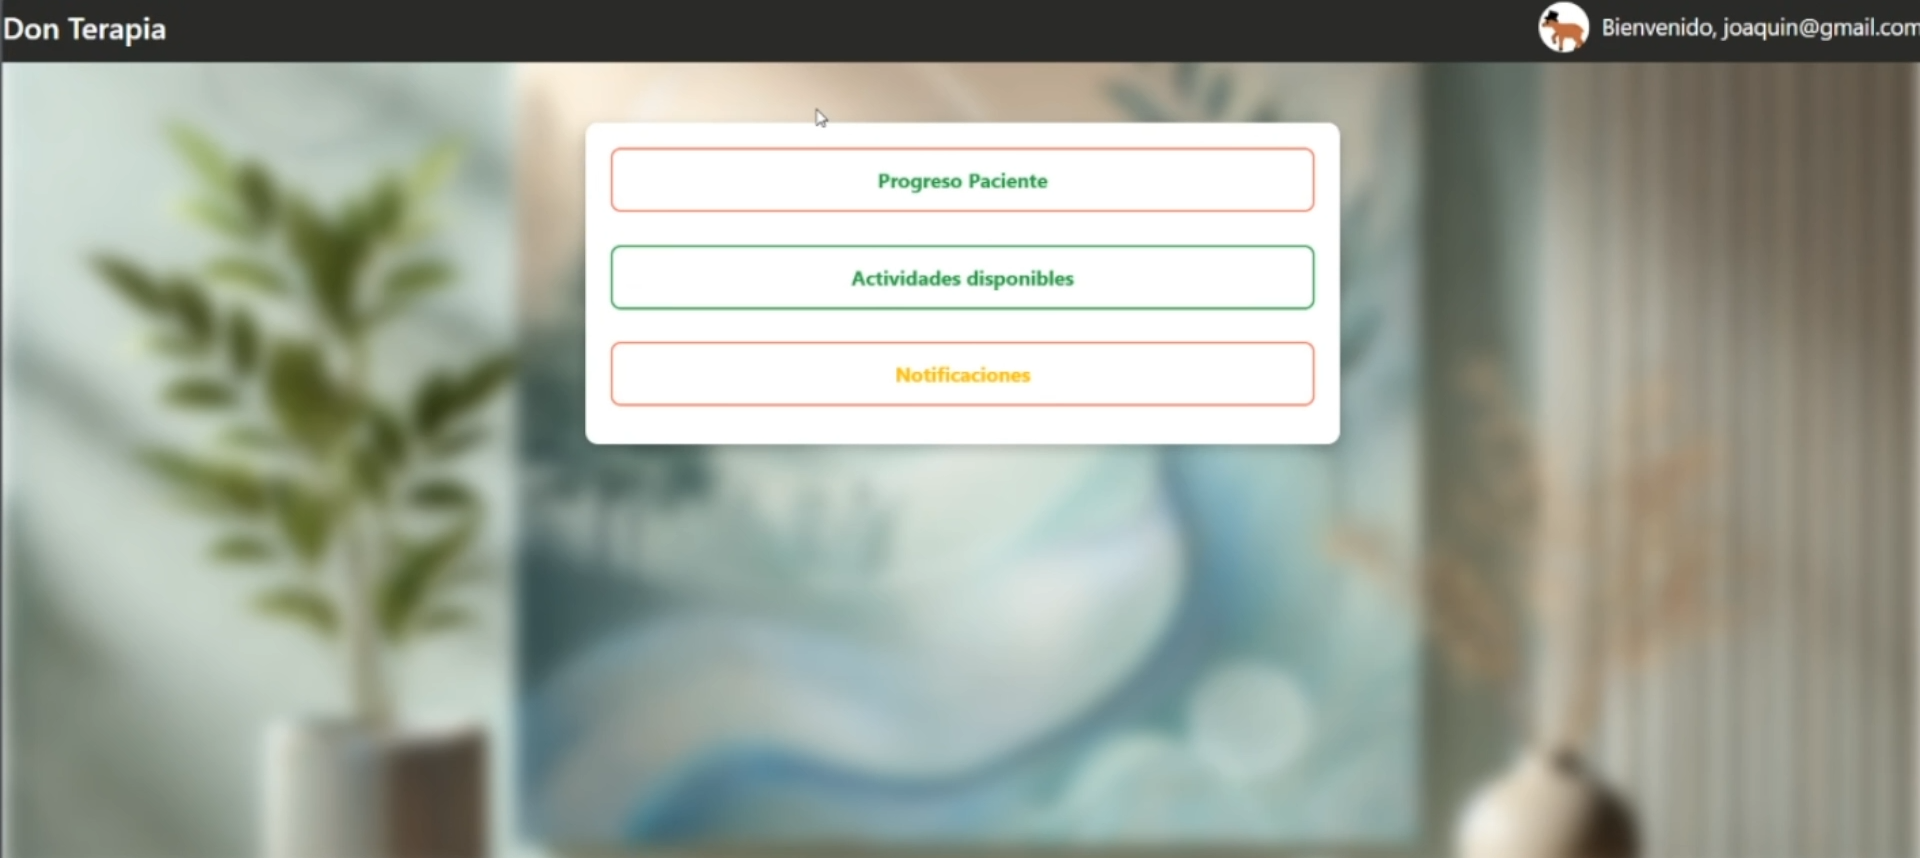 Don Terapia
Bienvenido, joaquin@gmail.com
Progreso Paciente
Actividades disponibles
Notificaciones